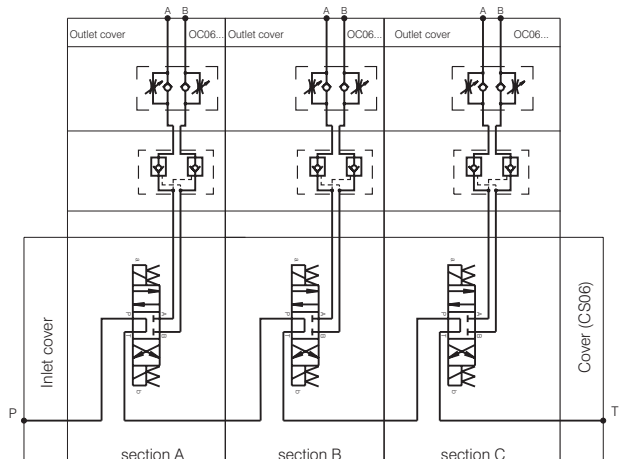 A B
A B
A B
Outlet cover OC06...
Outlet cover OC06...
Outlet cover OC06...
a
a
a
P A
T B
P A
T B
P A
T B
b
b
b
Inlet cover
Cover (CS06)
P
T
section A
section B
section C